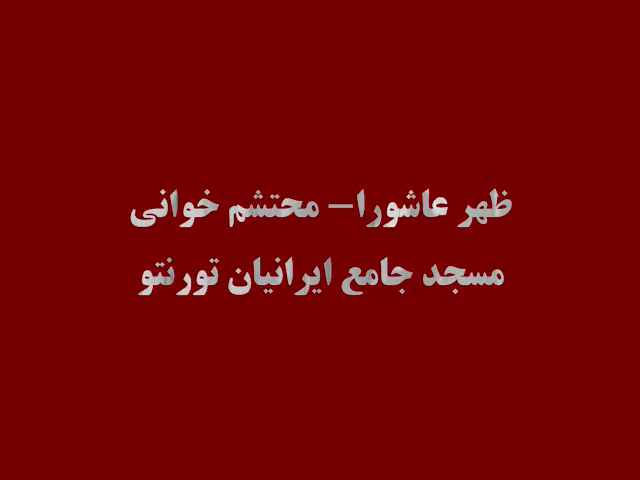 ظهر عاشورا- محتشم خوانی
مسجد جامع ایرانیان تورنتو